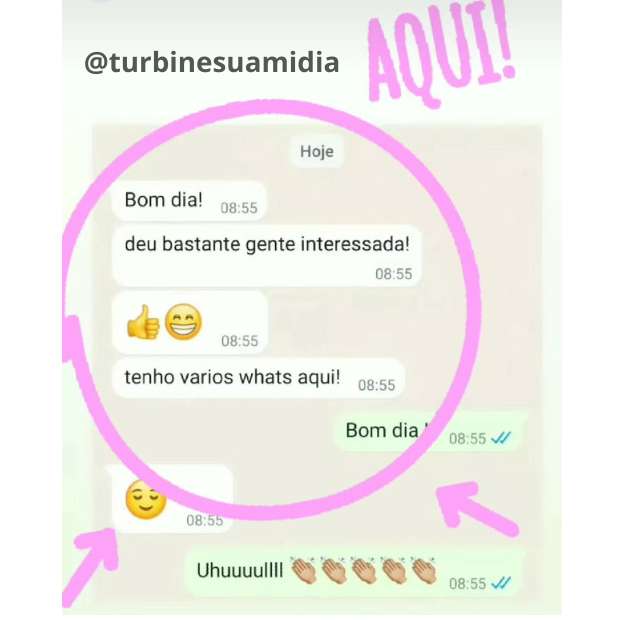 @turbinesuamidia
AQUI!
Hoje
Bom dia! 08:55
deu bastante gente interessada!
08:55
👍😁 08:55
tenho varios whats aqui! 08:55
Bom dia ! 08:55
😌 08:55
Uhuuuullll 👏🏼👏🏼👏🏼👏🏼👏🏼 08:55